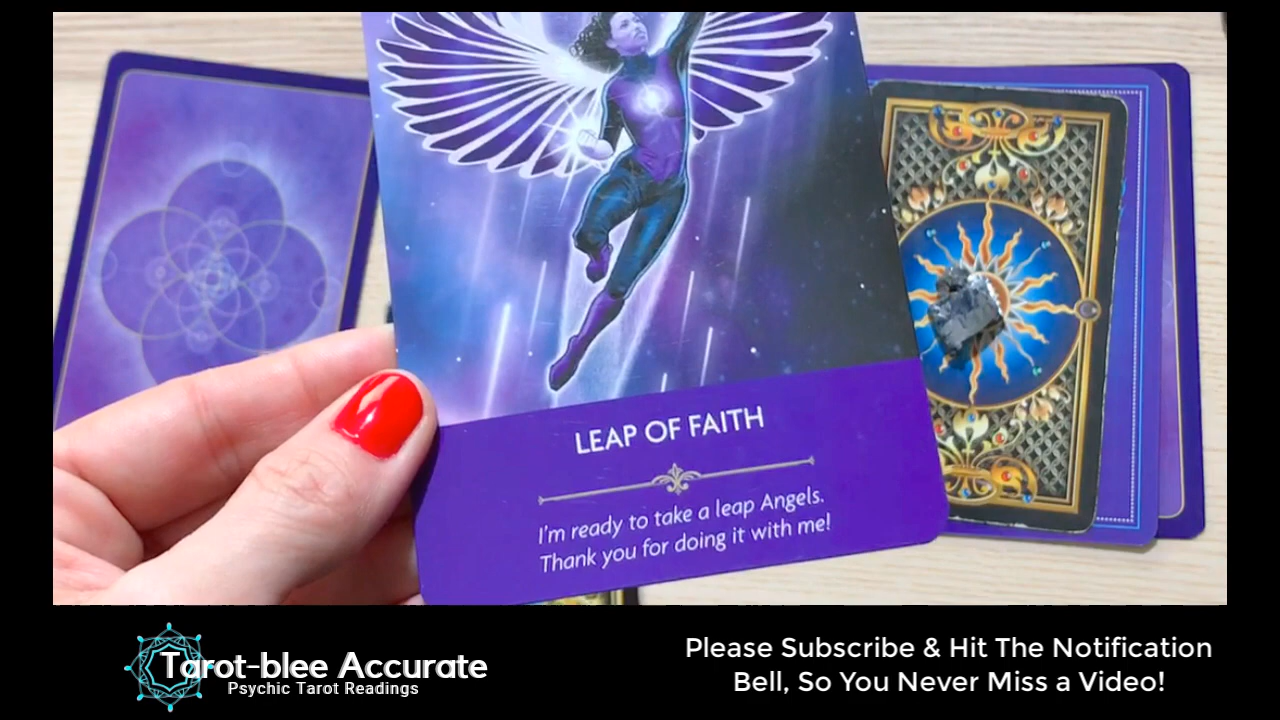 LEAP OF FAITH
I'm ready to take a leap Angels.
Thank you for doing it with me!
Tarot-blee Accurate
Psychic Tarot Readings
Please Subscribe & Hit The Notification
Bell, So You Never Miss a Video!